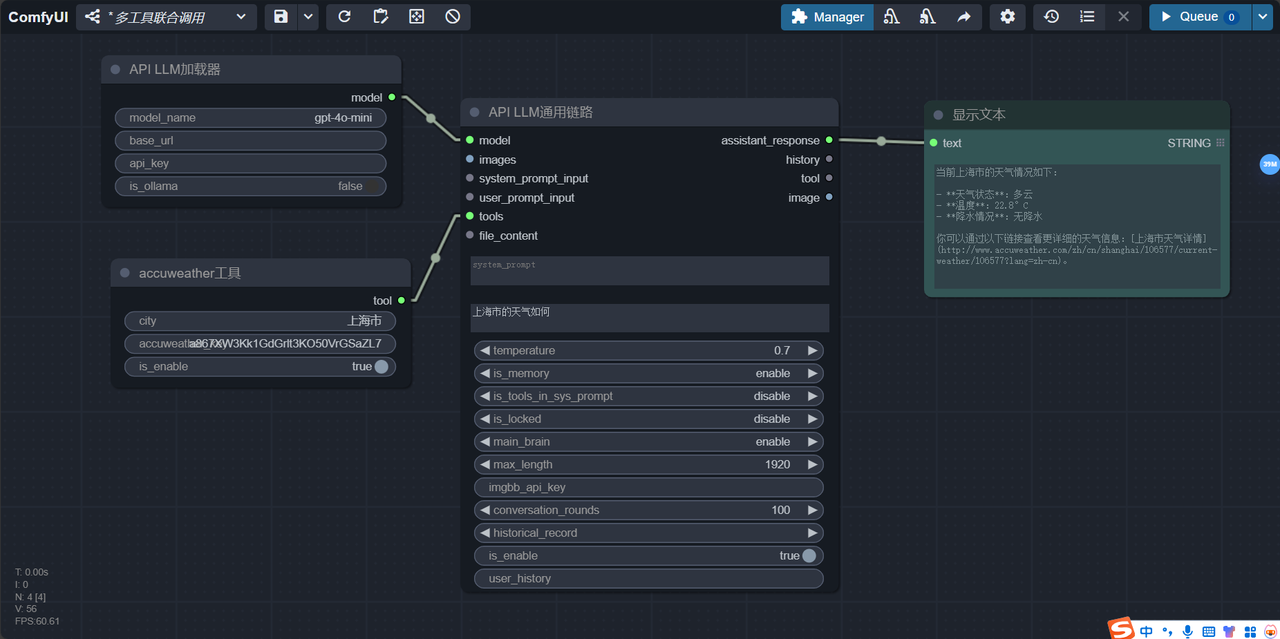 ComfyUI
* 多工具联合调用
Manager
Queue 0
API LLM加载器
model
model_name gpt-4o-mini
base_url
api_key
is_ollama false
accuweather工具
tool
city 上海市
is_enable true
API LLM通用链路
model assistant_response
images history
system_prompt_input tool
user_prompt_input image
tools
file_content
system_prompt
上海市的天气如何
temperature 0.7
is_memory enable
is_tools_in_sys_prompt disable
is_locked disable
main_brain enable
max_length 1920
imgbb_api_key
conversation_rounds 100
historical_record
is_enable true
user_history
显示文本
text STRING
当前上海市的天气情况如下：
- **天气状态**：多云
- **温度**：22.8°C
- **降水情况**：无降水
你可以通过以下链接查看更详细的天气信息：[上海市天气详情]
(http://www.accuweather.com/zh/cn/shanghai/106577/current-
weather/106577?lang=zh-cn)。
39M
T: 0.00s
I: 0
N: 4 [4]
V: 56
FPS:60.61
S 中